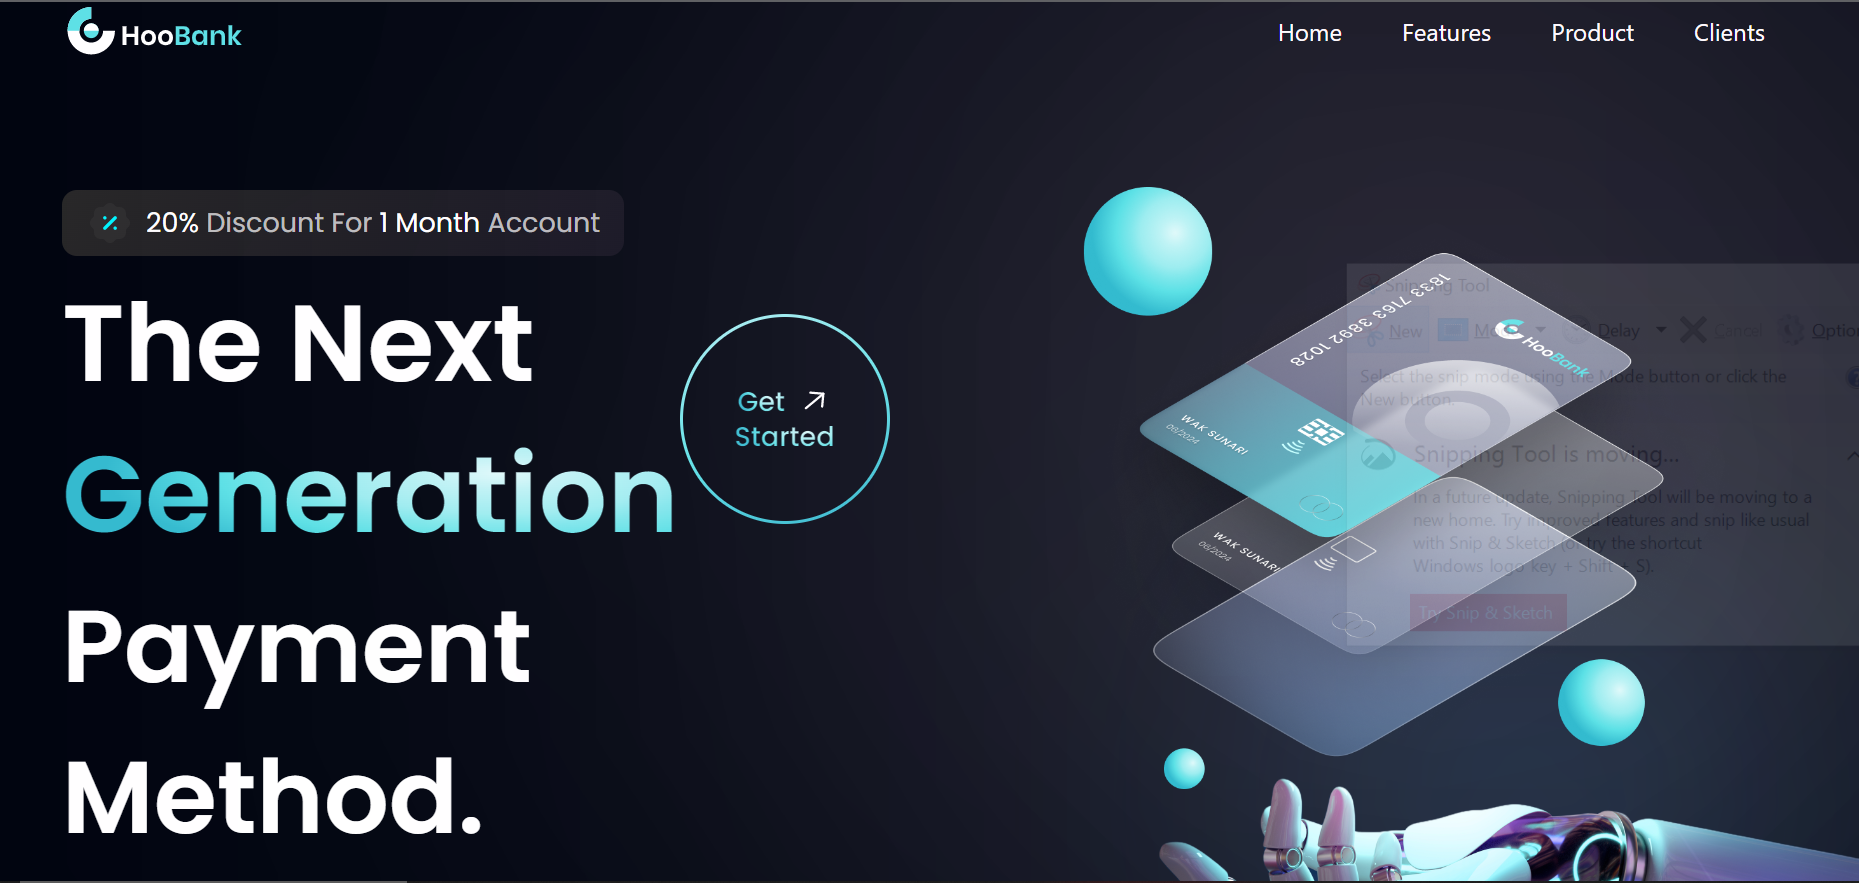 HooBank
Home Features Product Clients
20% Discount For 1 Month Account
The Next
Generation
Payment
Method.
Get
Started
1833 7163 3892 1028
HooBank
WAK SUNARI
09/2024
WAK SUNARI
06/2024
Snipping Tool
New Delay Cancel Option
Select the snip mode using the Mode button or click the
New button.
Snipping Tool is moving...
In a future update, Snipping Tool will be moving to a
new home. Try improved features and snip like usual
with Snip & Sketch (or try the shortcut
Windows logo key + Shift + S).
Try Snip & Sketch